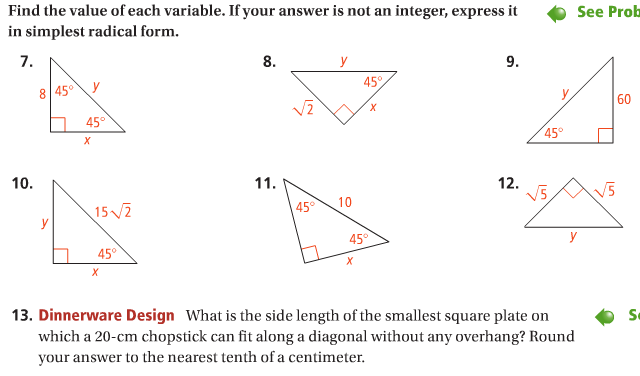 Find the value of each variable. If your answer is not an integer, express it
See Prob
in simplest radical form.
7.
8
45°
y
45°
x
8.
y
45°
√2
x
9.
y
60
45°
10.
y
15√2
45°
x
11.
45°
10
45°
x
12.
√5
√5
y
13. Dinnerware Design What is the side length of the smallest square plate on
S
which a 20-cm chopstick can fit along a diagonal without any overhang? Round
your answer to the nearest tenth of a centimeter.